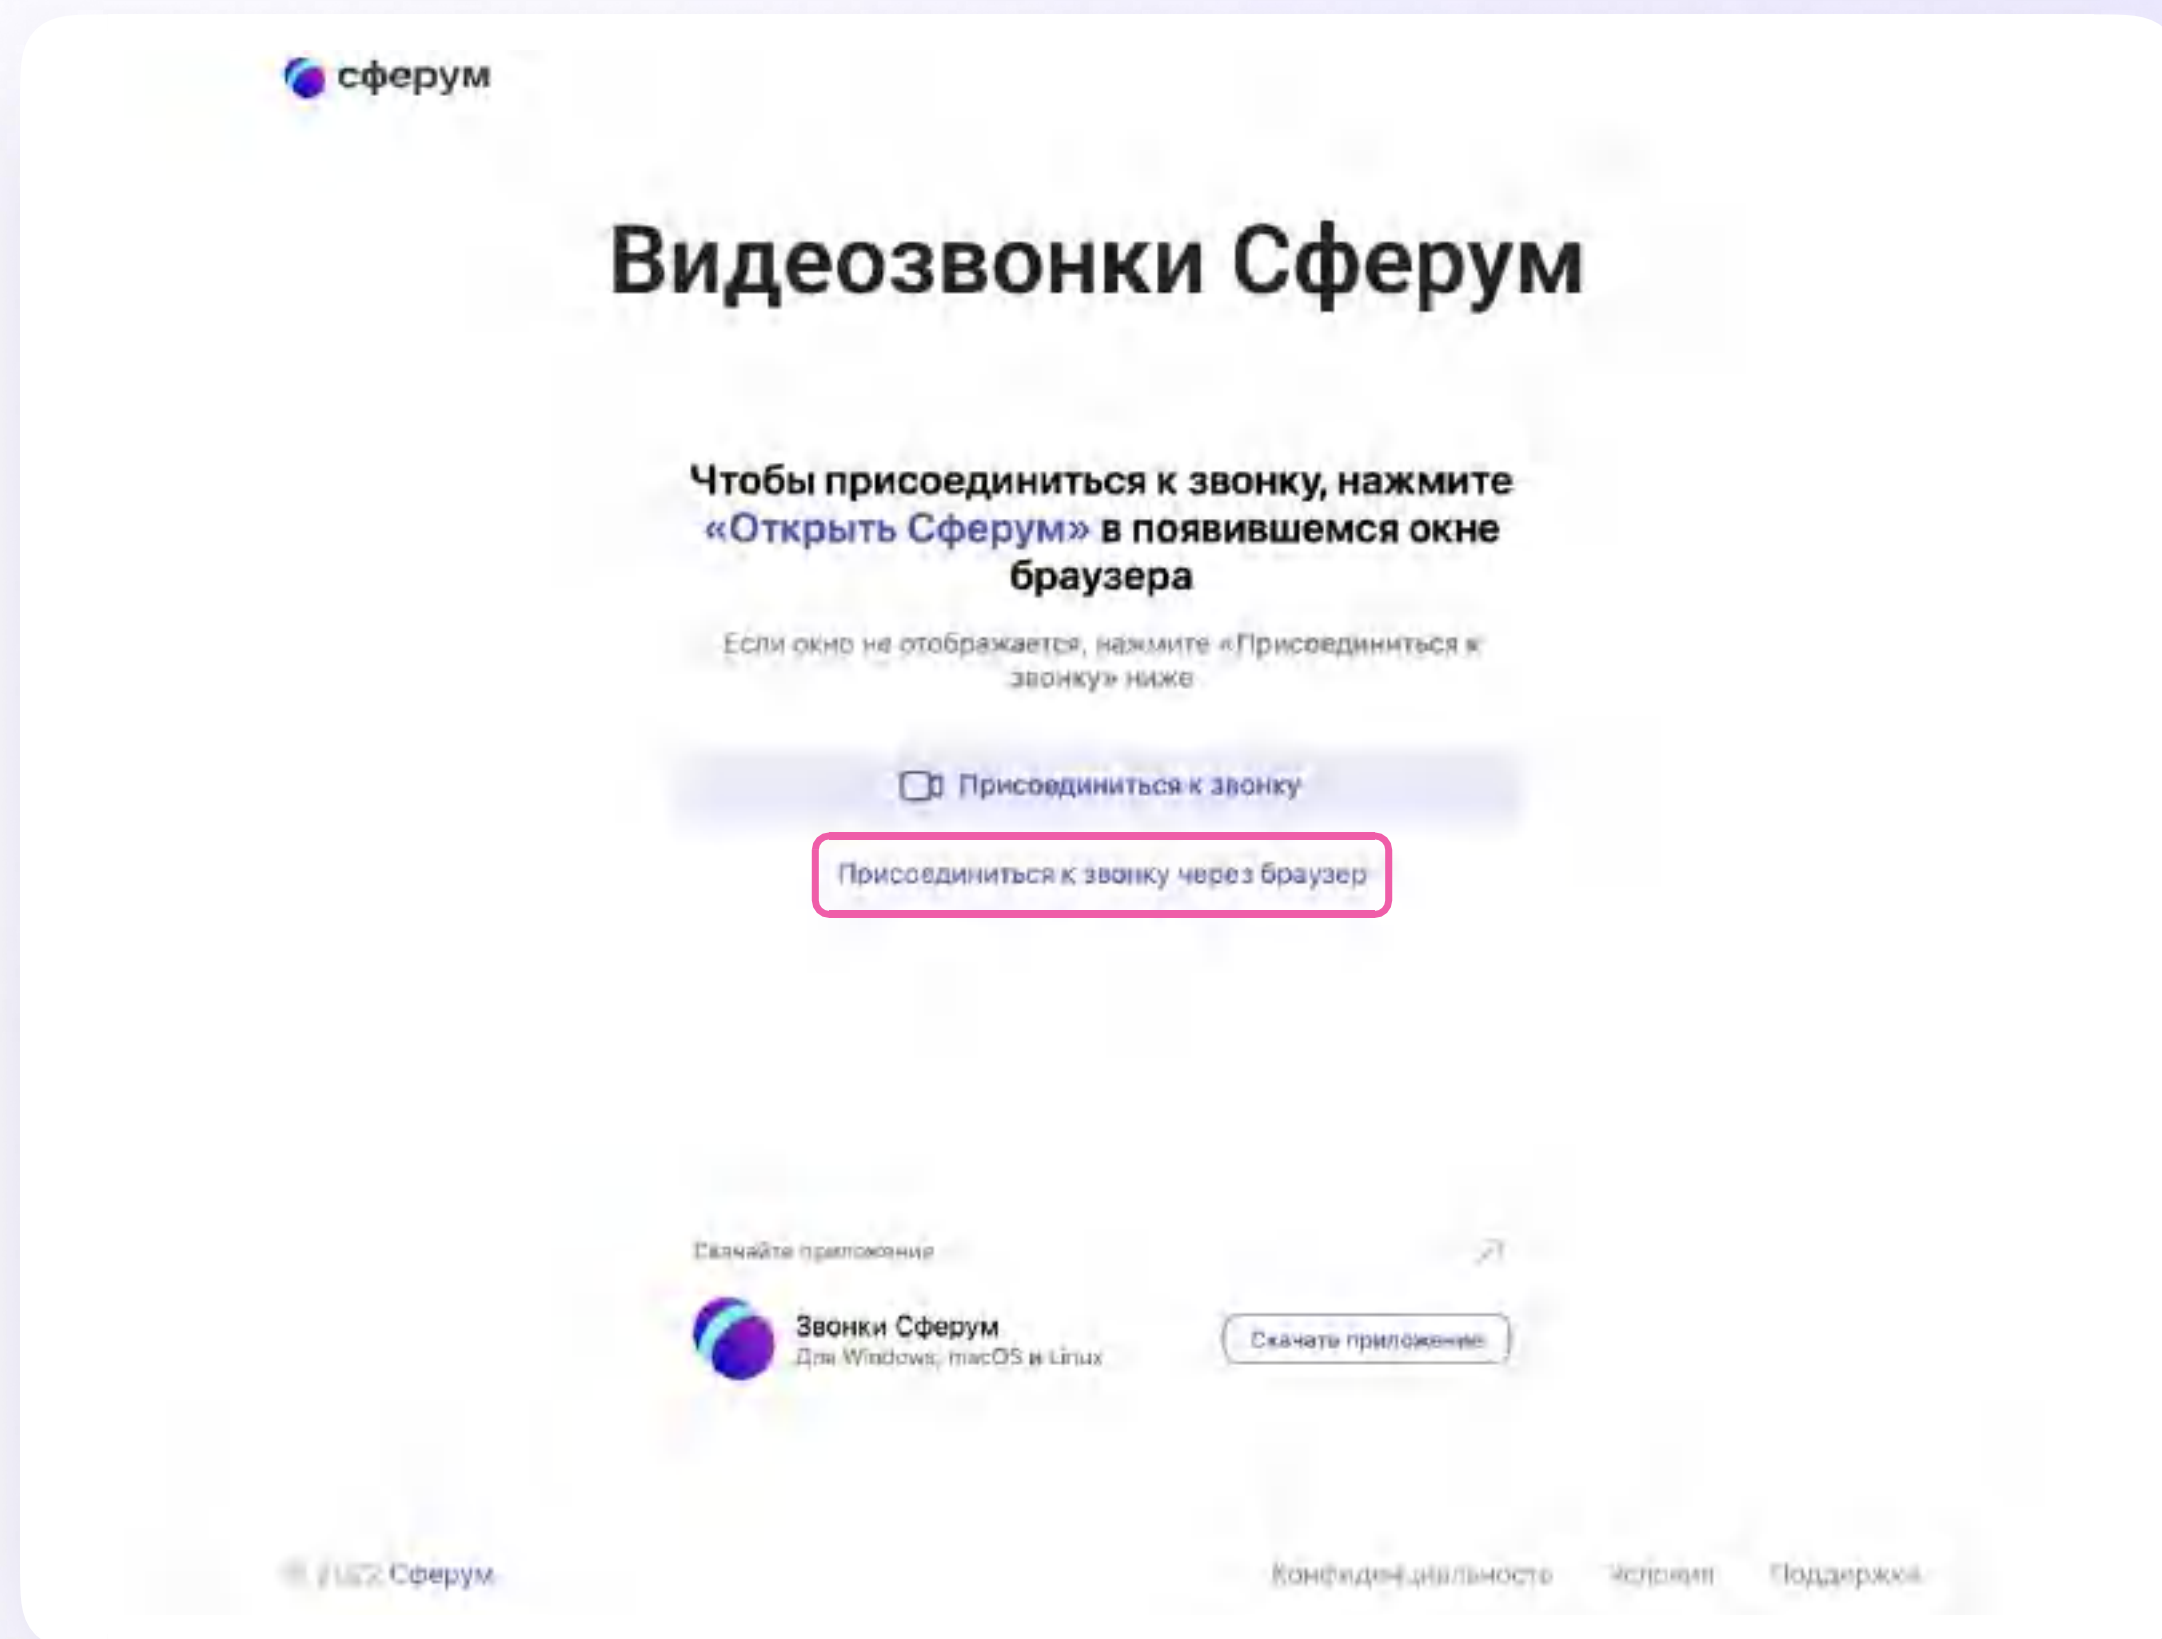 сферум
Видеозвонки Сферум
Чтобы присоединиться к звонку, нажмите
«Открыть Сферум» в появившемся окне
браузера
Если окно не отображается, нажмите «Присоединиться к
звонку» ниже
Присоединиться к звонку
Присоединиться к звонку через браузер
Скачайте приложение
Звонки Сферум
Для Windows, macOS и Linux
Скачать приложение
© 2022 Сферум
Конфиденциальность Условия Поддержка